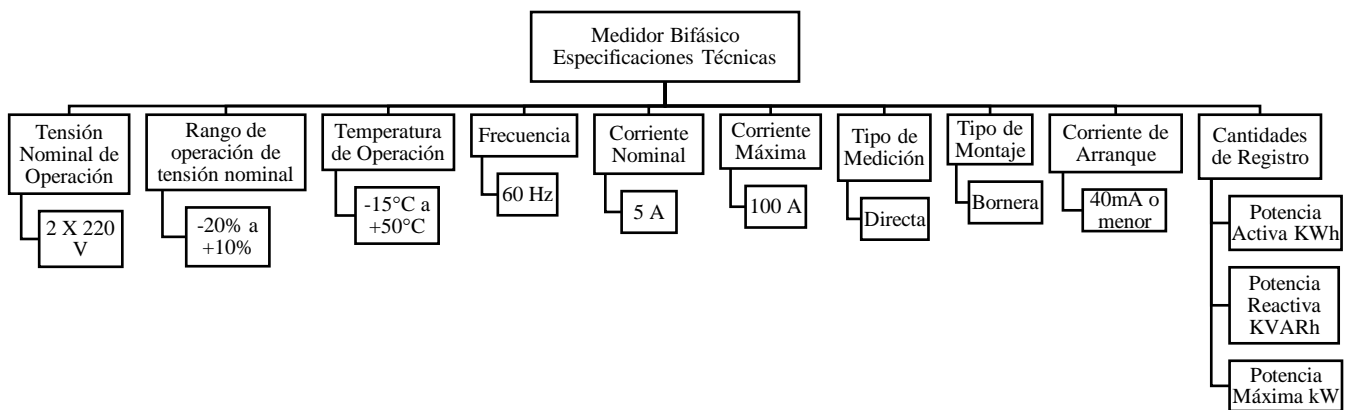 Medidor Bifásico
Especificaciones Técnicas
Tensión
Nominal de
Operación
2 X 220
V
Rango de
operación de
tensión nominal
-20% a
+10%
Temperatura
de Operación
-15°C a
+50°C
Frecuencia
60 Hz
Corriente
Nominal
5 A
Corriente
Máxima
100 A
Tipo de
Medición
Directa
Tipo de
Montaje
Bornera
Corriente de
Arranque
40mA o
menor
Cantidades
de Registro
Potencia
Activa KWh
Potencia
Reactiva
KVARh
Potencia
Máxima kW